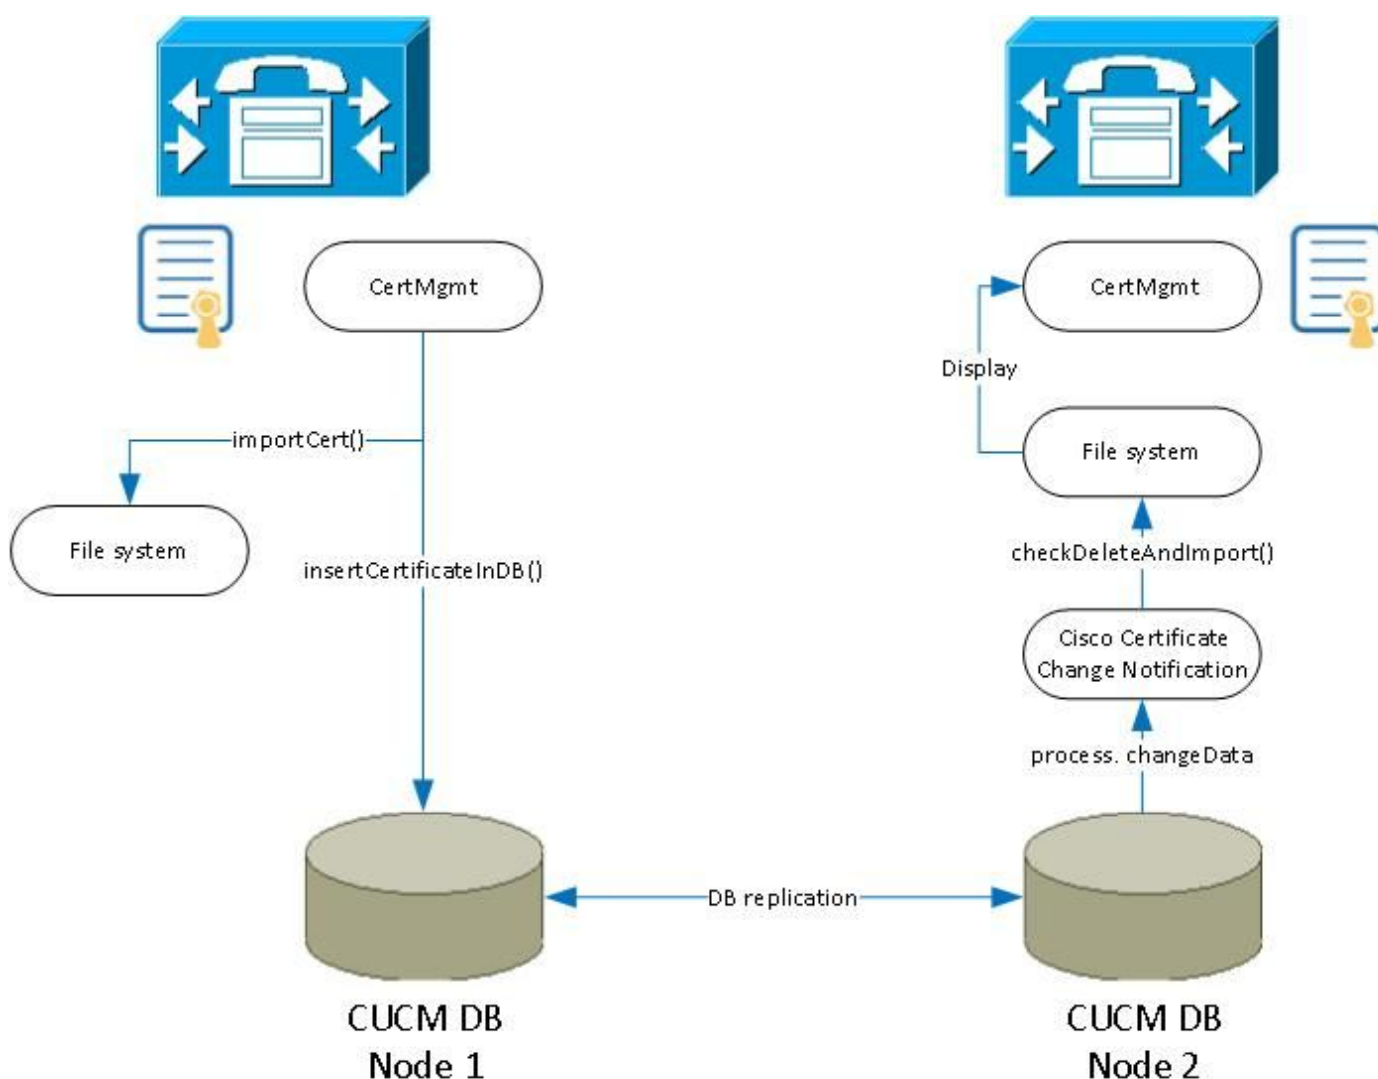 CertMgmt
importCert()
File system
insertCertificateInDB()
CUCM DB
Node 1
DB replication
CertMgmt
Display
File system
checkDeleteAndImport()
Cisco Certificate
Change Notification
process. changeData
CUCM DB
Node 2